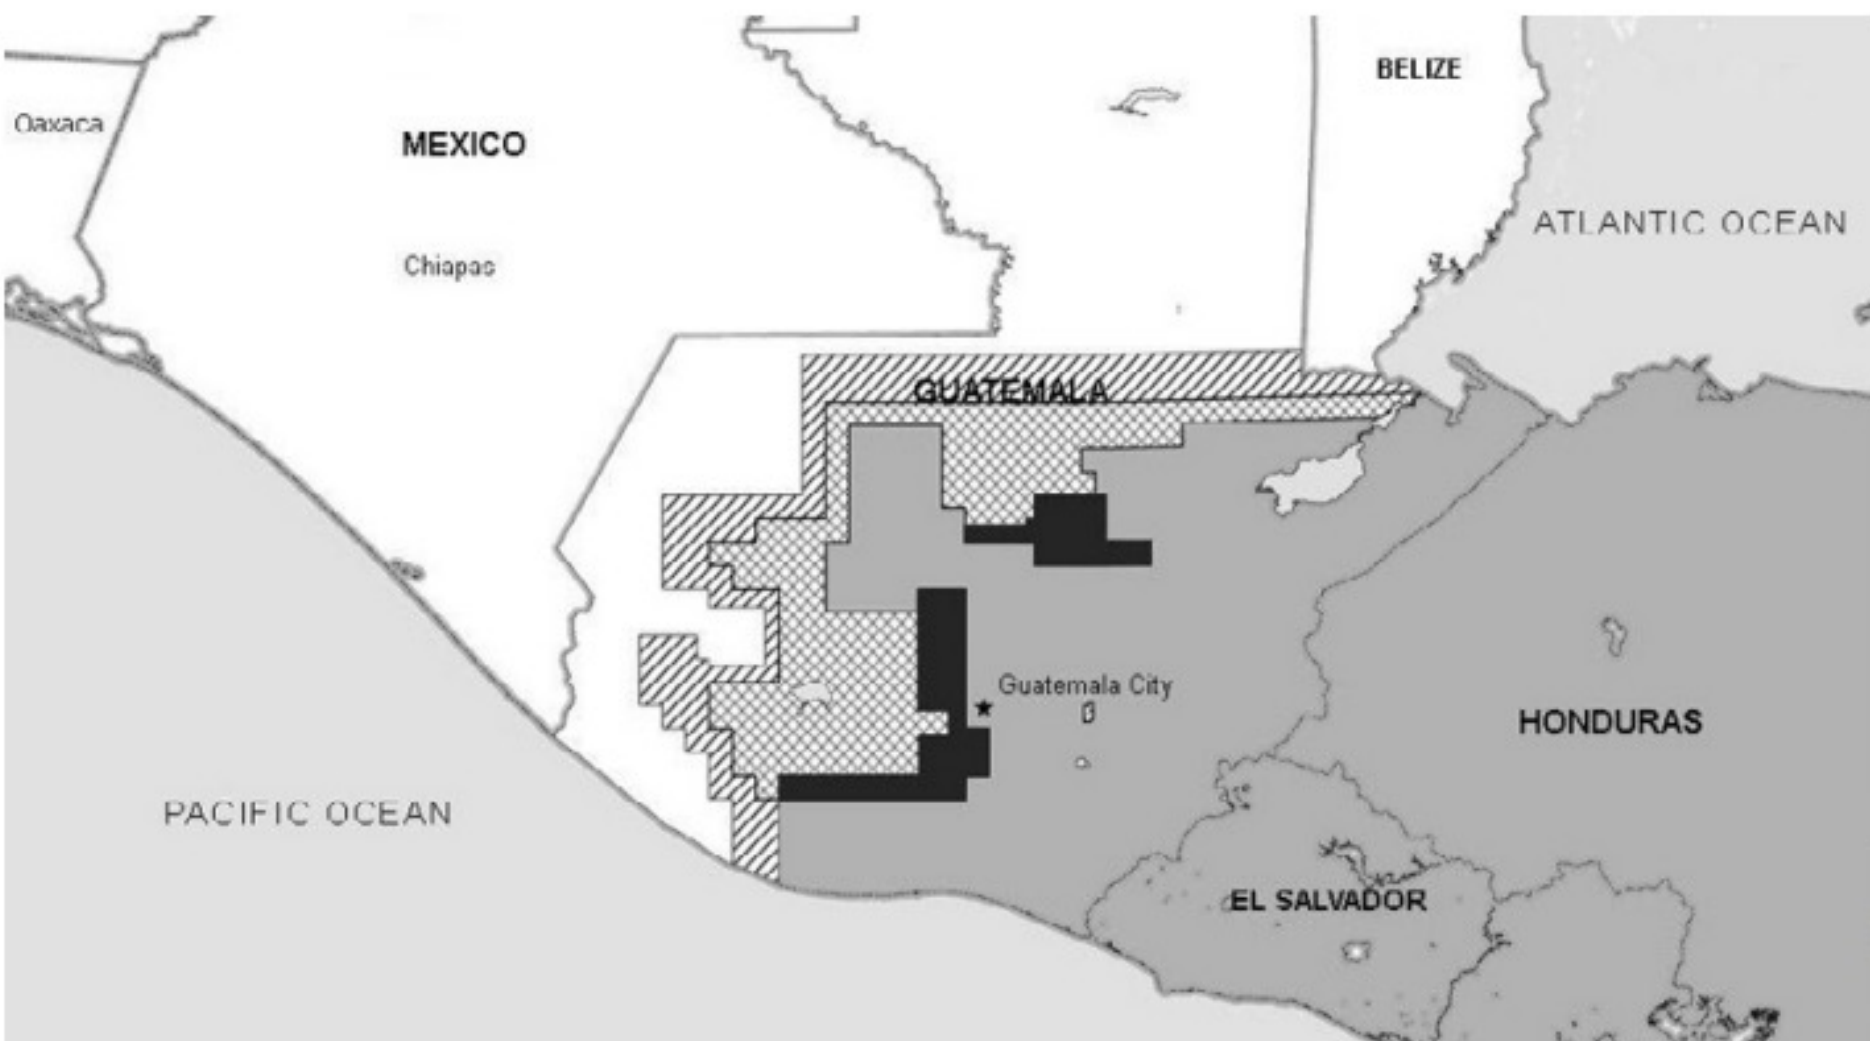 BELIZE
Oaxaca
MEXICO
ATLANTIC OCEAN
Chiapas
GUATEMALA
Guatemala City
HONDURAS
PACIFIC OCEAN
EL SALVADOR